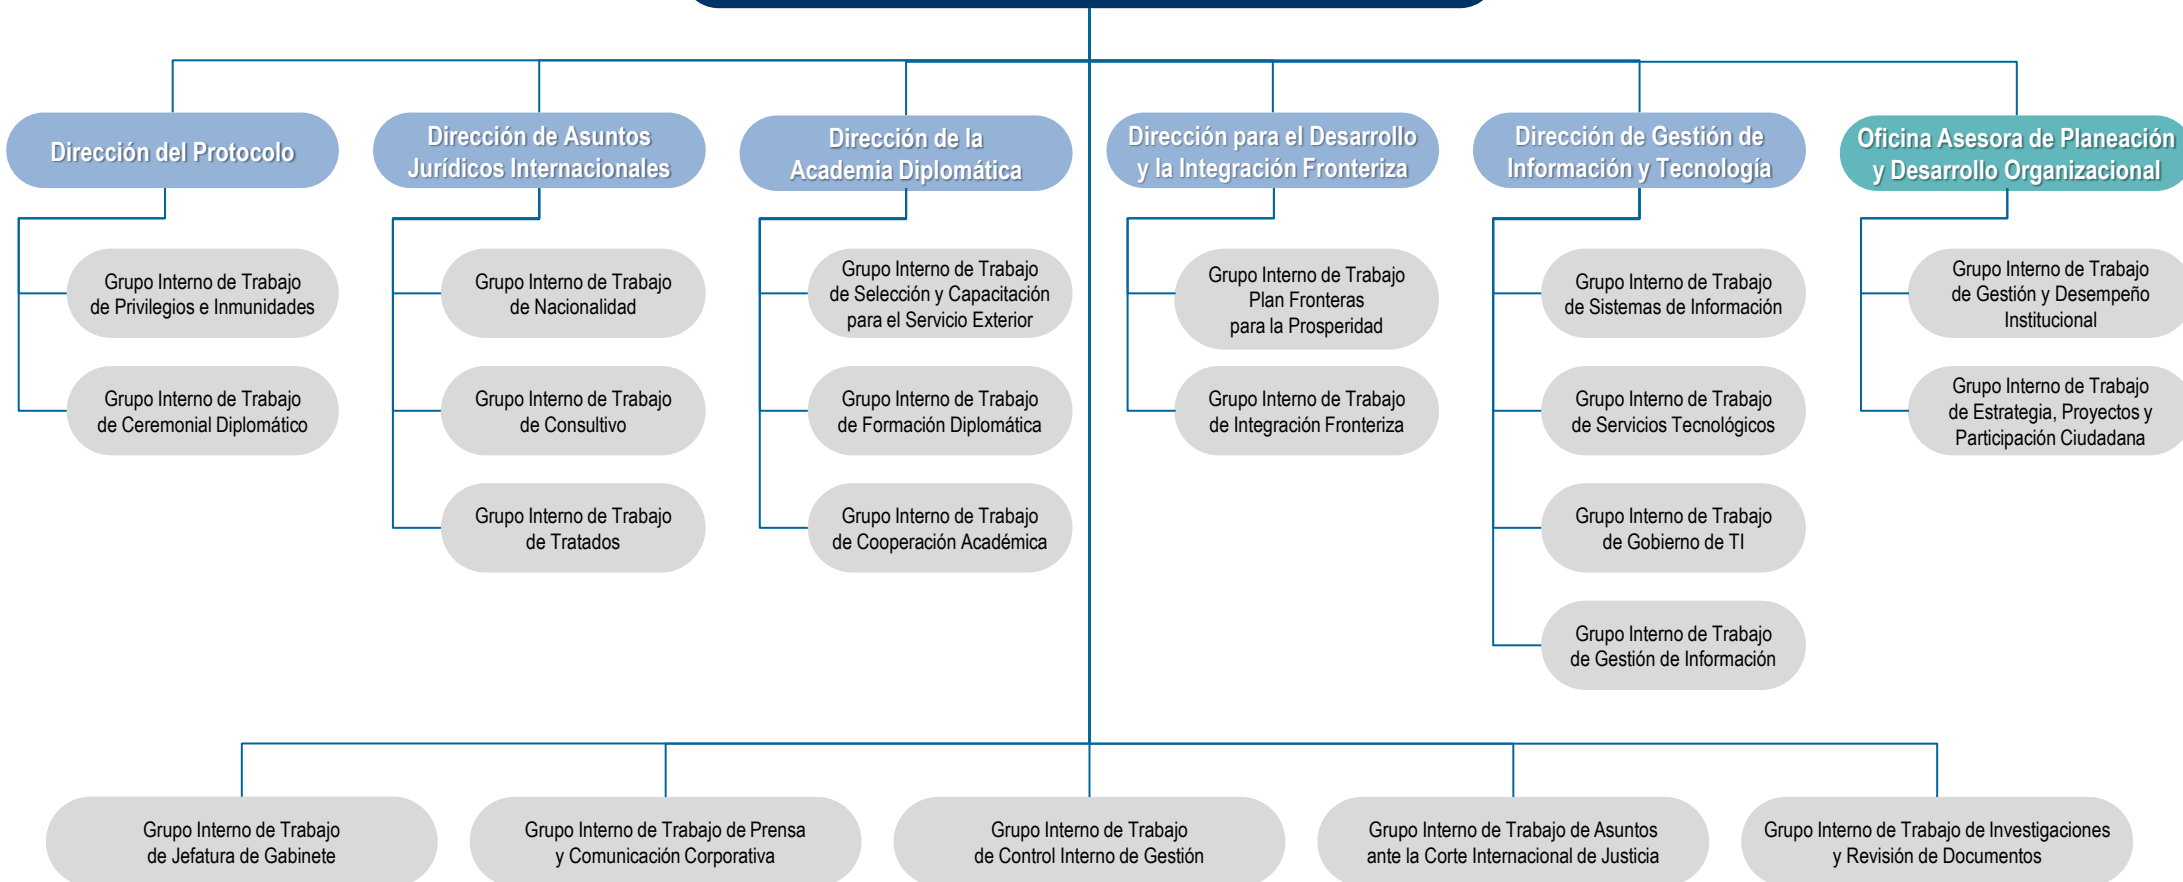 Dirección del Protocolo
Grupo Interno de Trabajo
de Privilegios e Inmunidades
Grupo Interno de Trabajo
de Ceremonial Diplomático
Dirección de Asuntos
Jurídicos Internacionales
Grupo Interno de Trabajo
de Nacionalidad
Grupo Interno de Trabajo
de Consultivo
Grupo Interno de Trabajo
de Tratados
Dirección de la
Academia Diplomática
Grupo Interno de Trabajo
de Selección y Capacitación
para el Servicio Exterior
Grupo Interno de Trabajo
de Formación Diplomática
Grupo Interno de Trabajo
de Cooperación Académica
Dirección para el Desarrollo
y la Integración Fronteriza
Grupo Interno de Trabajo
Plan Fronteras
para la Prosperidad
Grupo Interno de Trabajo
de Integración Fronteriza
Dirección de Gestión de
Información y Tecnología
Grupo Interno de Trabajo
de Sistemas de Información
Grupo Interno de Trabajo
de Servicios Tecnológicos
Grupo Interno de Trabajo
de Gobierno de TI
Grupo Interno de Trabajo
de Gestión de Información
Oficina Asesora de Planeación
y Desarrollo Organizacional
Grupo Interno de Trabajo
de Gestión y Desempeño
Institucional
Grupo Interno de Trabajo
de Estrategia, Proyectos y
Participación Ciudadana
Grupo Interno de Trabajo
de Jefatura de Gabinete
Grupo Interno de Trabajo de Prensa
y Comunicación Corporativa
Grupo Interno de Trabajo
de Control Interno de Gestión
Grupo Interno de Trabajo de Asuntos
ante la Corte Internacional de Justicia
Grupo Interno de Trabajo de Investigaciones
y Revisión de Documentos